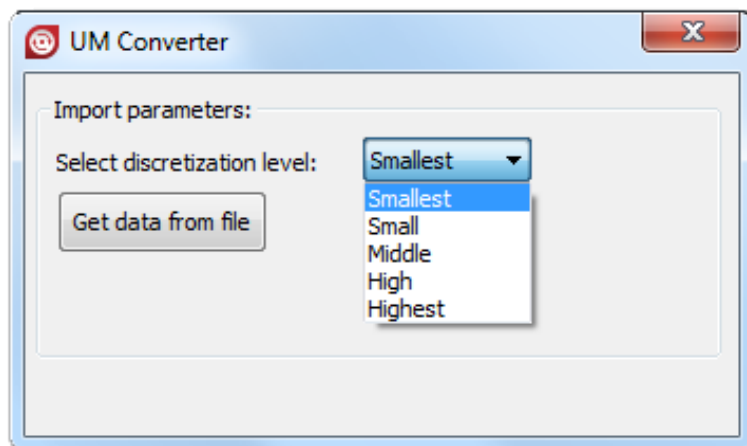 UM Converter
Import parameters:
Select discretization level: Smallest
Smallest
Get data from file
Small
Middle
High
Highest